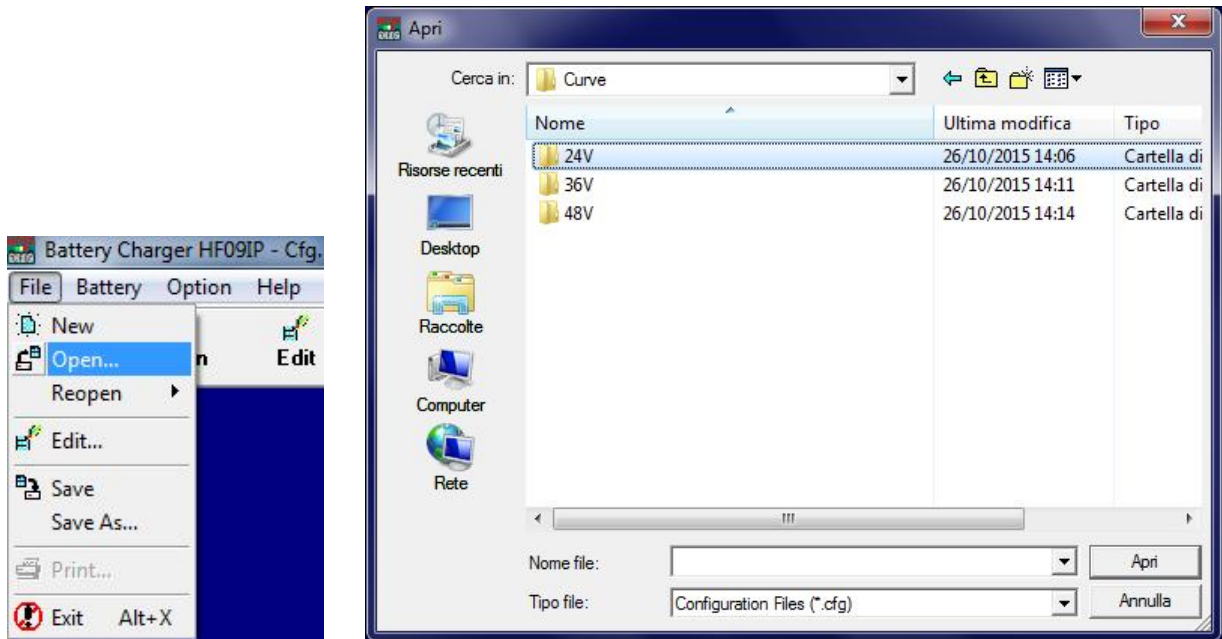 Battery Charger HF09IP - Cfg.
File Battery Option Help
New
Open...
n Edit
Reopen
Edit...
Save
Save As...
Print...
Exit Alt+X
Apri
Cerca in: Curve
Nome Ultima modifica Tipo
24V 26/10/2015 14:06 Cartella di
36V 26/10/2015 14:11 Cartella di
48V 26/10/2015 14:14 Cartella di
Risorse recenti
Desktop
Raccolte
Computer
Rete
Nome file: Apri
Tipo file: Configuration Files (*.cfg) Annulla